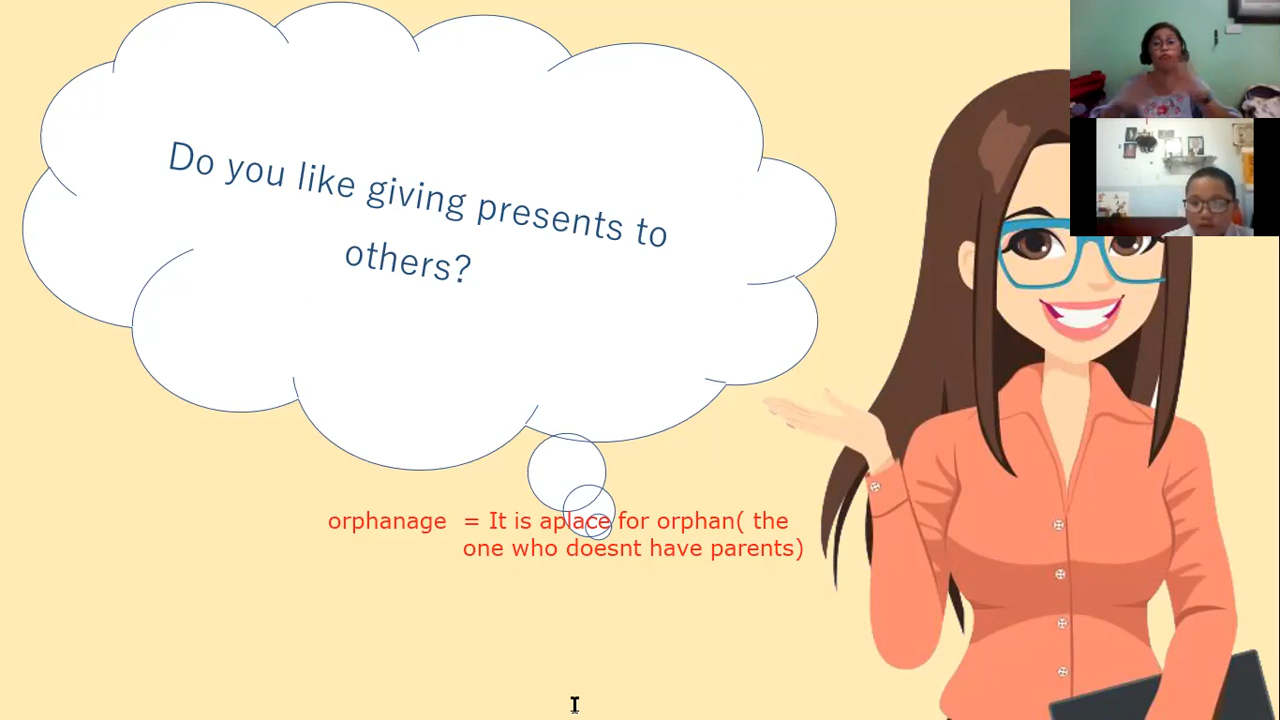 Do you like giving presents to
others?
orphanage = It is aplace for orphan( the
one who doesnt have parents)